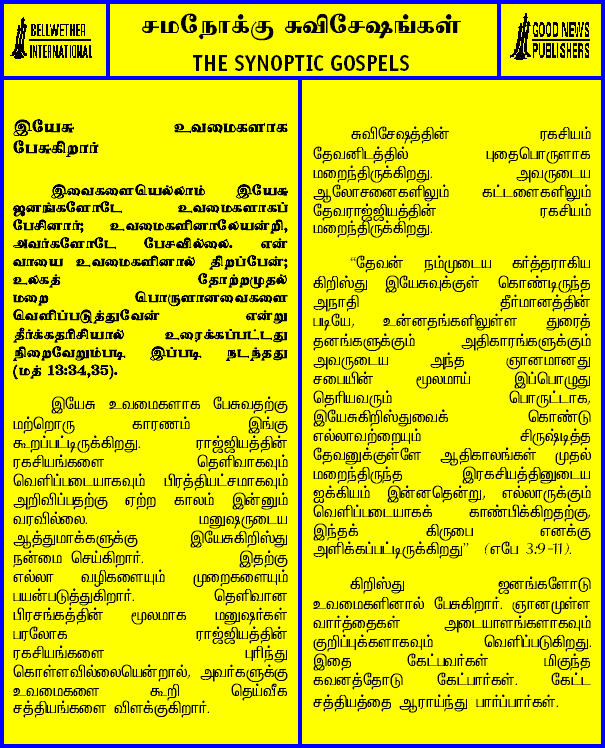 BELLWETHER
INTERNATIONAL
சமநோக்கு சுவிசேஷங்கள்
THE SYNOPTIC GOSPELS
GOOD NEWS
PUBLISHERS
இயேசு உவமைகளாக
பேசுகிறார்
இவைகளையெல்லாம் இயேசு
ஜனங்களோடே உவமைகளாகப்
பேசினார்; உவமைகளினாலேயன்றி,
அவர்களோடே பேசவில்லை. என்
வாயை உவமைகளினால் திறப்பேன்;
உலகத் தோற்றமுதல்
மறை பொருளானவைகளை
வெளிப்படுத்துவேன் என்று
தீர்க்கதரிசியால் உரைக்கப்பட்டது
நிறைவேறும்படி இப்படி நடந்தது
(மத் 13:34,35).
இயேசு உவமைகளாக பேசுவதற்கு
மற்றொரு காரணம் இங்கு
கூறப்பட்டிருக்கிறது. ராஜ்ஜியத்தின்
ரகசியங்களை தெளிவாகவும்
வெளிப்படையாகவும் பிரத்தியட்சமாகவும்
அறிவிப்பதற்கு ஏற்ற காலம் இன்னும்
வரவில்லை. மனுஷருடைய
ஆத்துமாக்களுக்கு இயேசுகிறிஸ்து
நன்மை செய்கிறார். இதற்கு
எல்லா வழிகளையும் முறைகளையும்
பயன்படுத்துகிறார். தெளிவான
பிரசங்கத்தின் மூலமாக மனுஷர்கள்
பரலோக ராஜ்ஜியத்தின்
ரகசியங்களை புரிந்து
கொள்ளவில்லையென்றால், அவர்களுக்கு
உவமைகளை கூறி தெய்வீக
சத்தியங்களை விளக்குகிறார்.
சுவிசேஷத்தின் ரகசியம்
தேவனிடத்தில் புதைபொருளாக
மறைந்திருக்கிறது. அவருடைய
ஆலோசனைகளிலும் கட்டளைகளிலும்
தேவராஜ்ஜியத்தின் ரகசியம்
மறைந்திருக்கிறது.
“தேவன் நம்முடைய கர்த்தராகிய
கிறிஸ்து இயேசுவுக்குள் கொண்டிருந்த
அநாதி தீர்மானத்தின்
படியே, உன்னதங்களிலுள்ள துரைத்
தனங்களுக்கும் அதிகாரங்களுக்கும்
அவருடைய அந்த ஞானமானது
சபையின் மூலமாய் இப்பொழுது
தெரியவரும் பொருட்டாக,
இயேசுகிறிஸ்துவைக் கொண்டு
எல்லாவற்றையும் சிருஷ்டித்த
தேவனுக்குள்ளே ஆதிகாலங்கள் முதல்
மறைந்திருந்த இரகசியத்தினுடைய
ஐக்கியம் இன்னதென்று, எல்லாருக்கும்
வெளிப்படையாகக் காண்பிக்கிறதற்கு,
இந்தக் கிருபை எனக்கு
அளிக்கப்பட்டிருக்கிறது” (எபே 3:9-11).
கிறிஸ்து ஜனங்களோடு
உவமைகளினால் பேசுகிறார். ஞானமுள்ள
வார்த்தைகள் அடையாளங்களாகவும்
குறிப்புக்களாகவும் வெளிப்படுகிறது.
இதை கேட்பவர்கள் மிகுந்த
கவனத்தோடு கேட்பார்கள். கேட்ட
சத்தியத்தை ஆராய்ந்து பார்ப்பார்கள்.